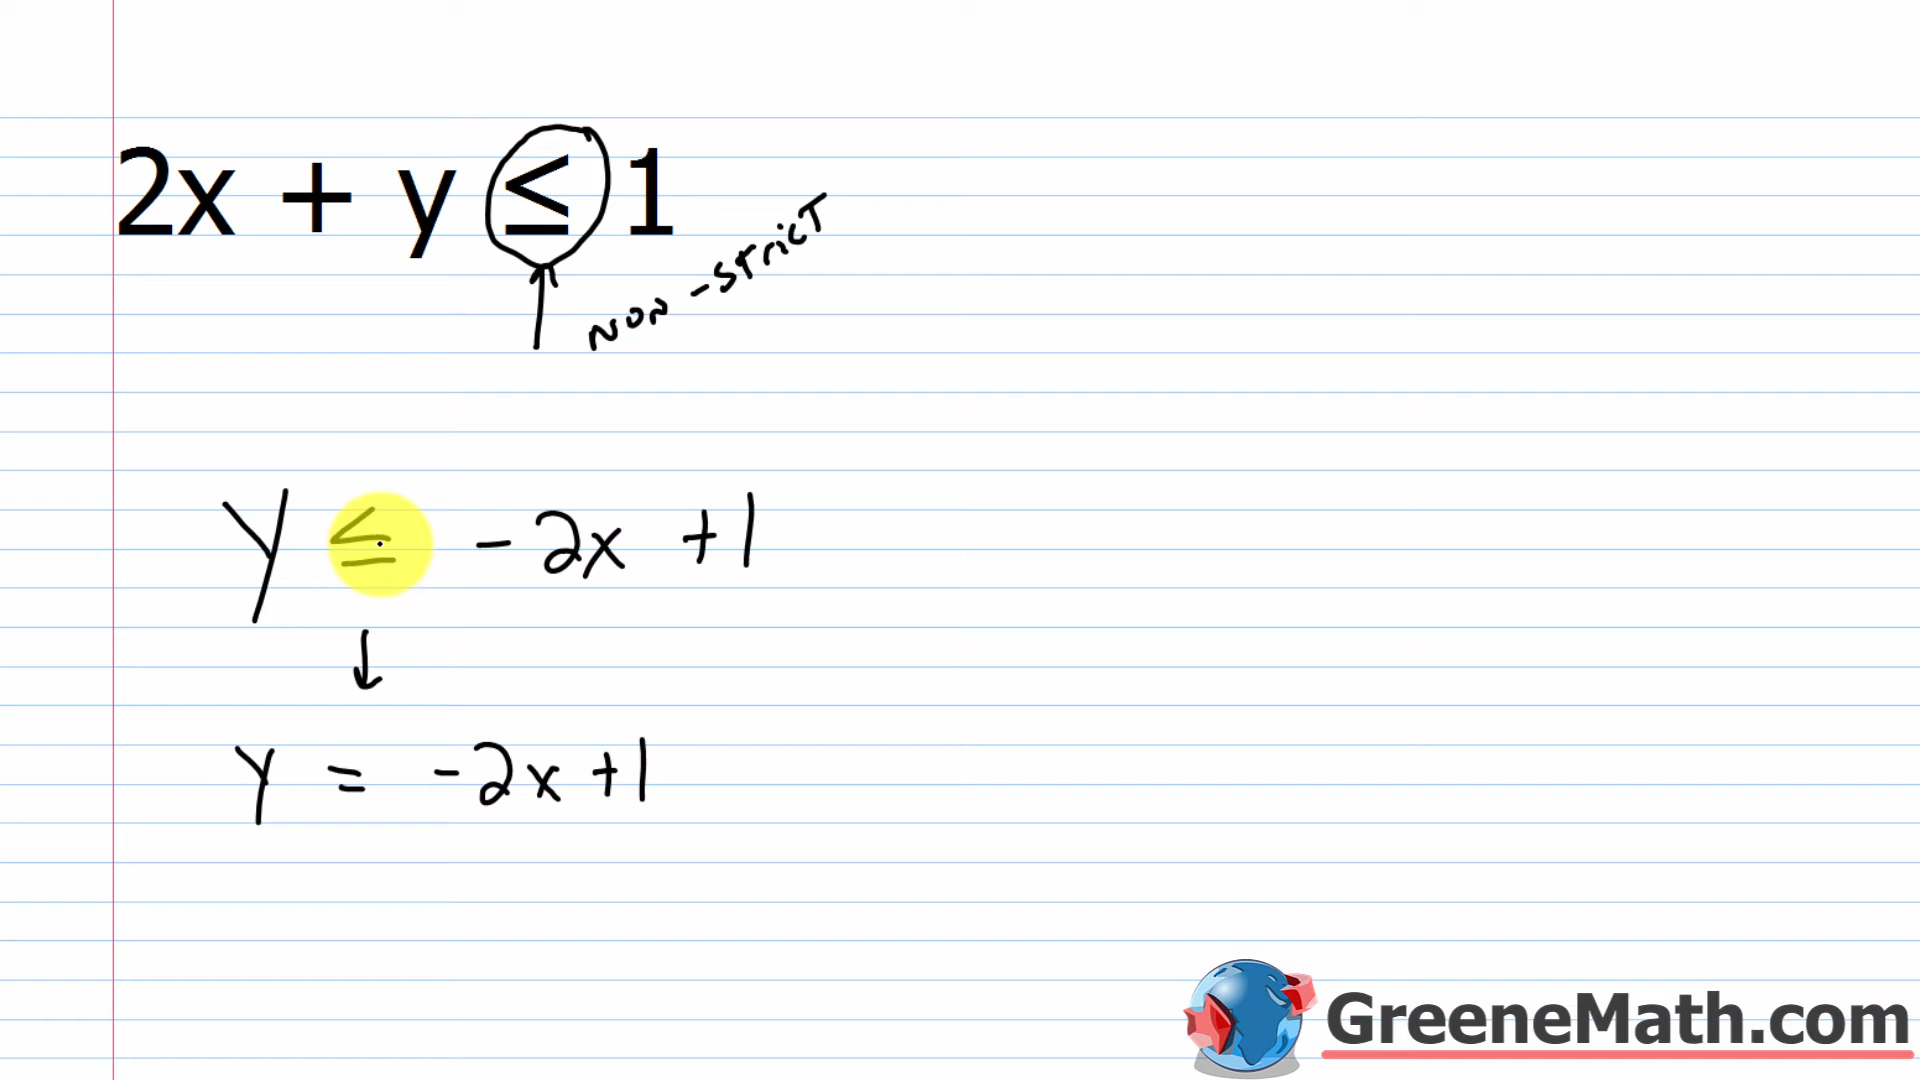 2x + y ≤ 1
non-strict
y ≤ -2x +1
↓
y = -2x +1
GreeneMath.com